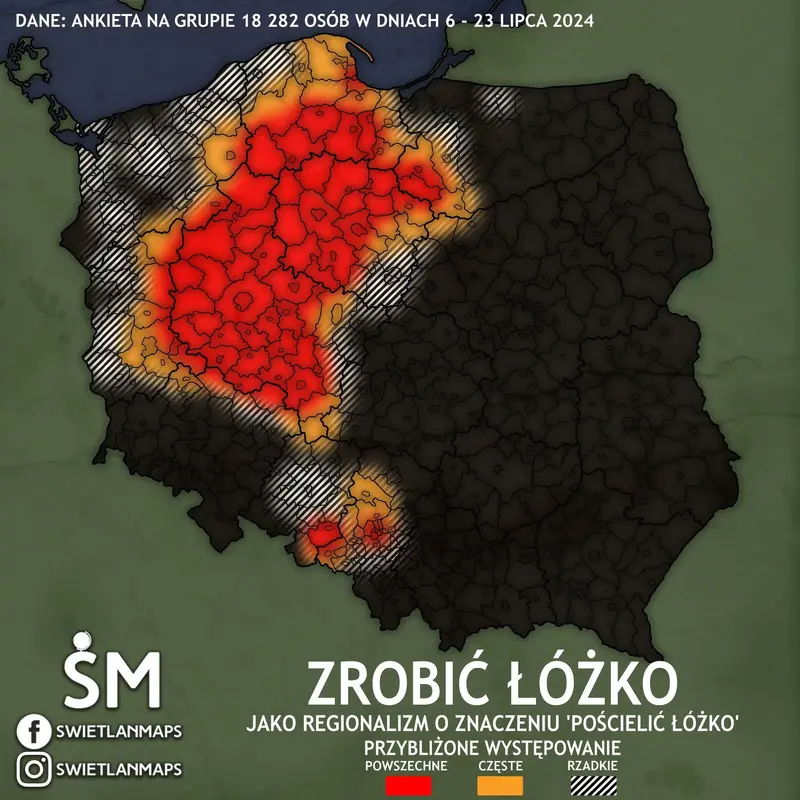 DANE: ANKIETA NA GRUPIE 18 282 OSÓB W DNIACH 6 - 23 LIPCA 2024
ŚM
SWIETLANMAPS
SWIETLANMAPS
ZROBIĆ ŁÓŻKO
JAKO REGIONALIZM O ZNACZENIU 'POŚCIELIĆ ŁÓŻKO'
PRZYBLIŻONE WYSTĘPOWANIE
POWSZECHNE CZĘSTE RZADKIE